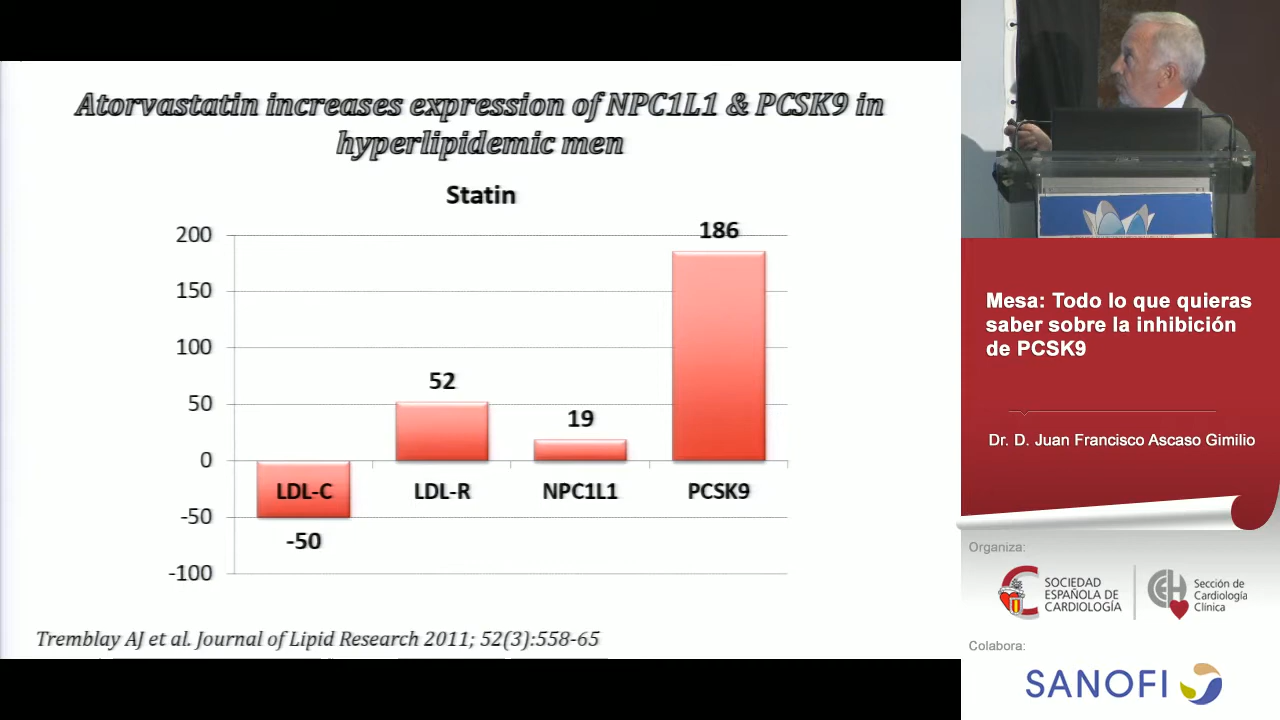 Atorvastatin increases expression of NPC1L1 & PCSK9 in
hyperlipidemic men
Statin
200
150
100
50
0
-50
-100
186
52
19
-50
LDL-C
LDL-R
NPC1L1
PCSK9
Tremblay AJ et al. Journal of Lipid Research 2011; 52(3):558-65
Mesa: Todo lo que quieras
saber sobre la inhibición
de PCSK9
Dr. D. Juan Francisco Ascaso Gimilio
Organiza:
SOCIEDAD
ESPAÑOLA DE
CARDIOLOGÍA
Sección de
Cardiología
Clínica
Colabora:
SANOFI